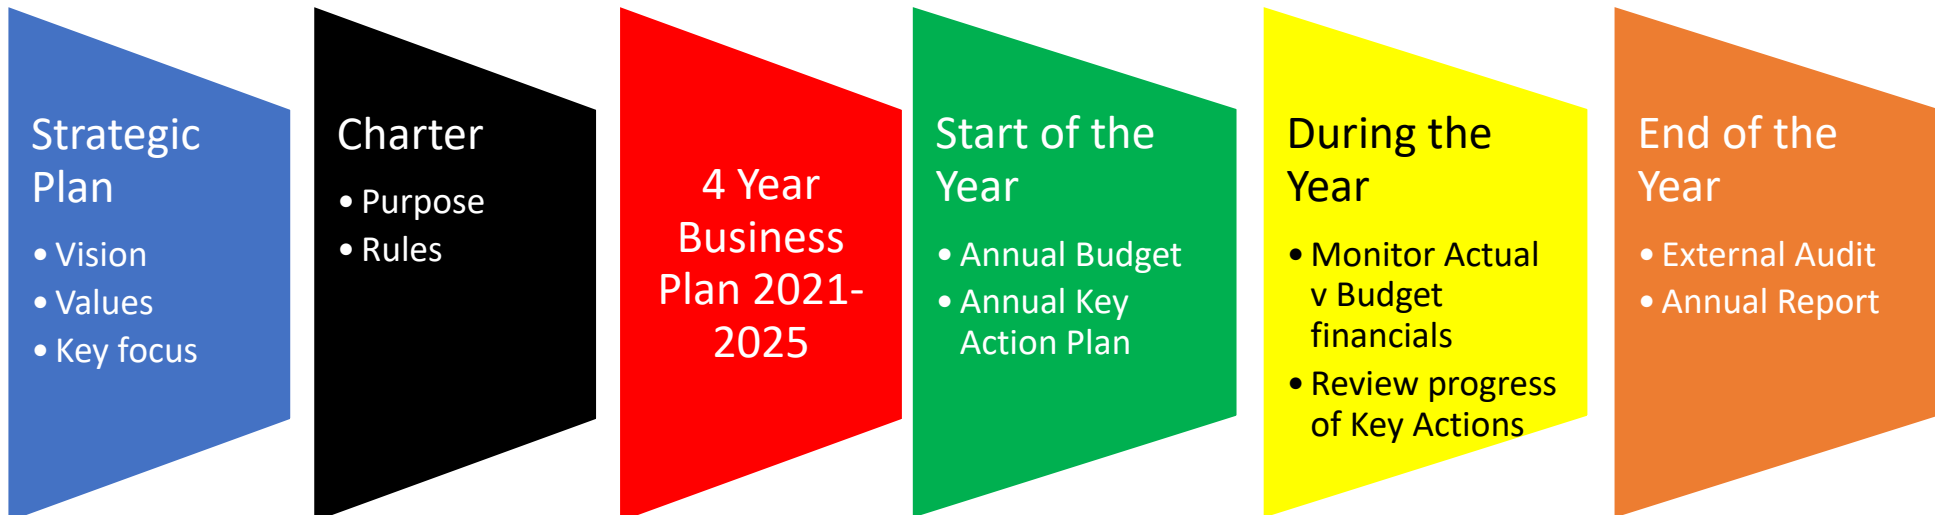 Strategic
Plan
• Vision
• Values
• Key focus
Charter
• Purpose
• Rules
4 Year
Business
Plan 2021-
2025
Start of the
Year
• Annual Budget
• Annual Key
Action Plan
During the
Year
• Monitor Actual
v Budget
financials
• Review progress
of Key Actions
End of the
Year
• External Audit
• Annual Report